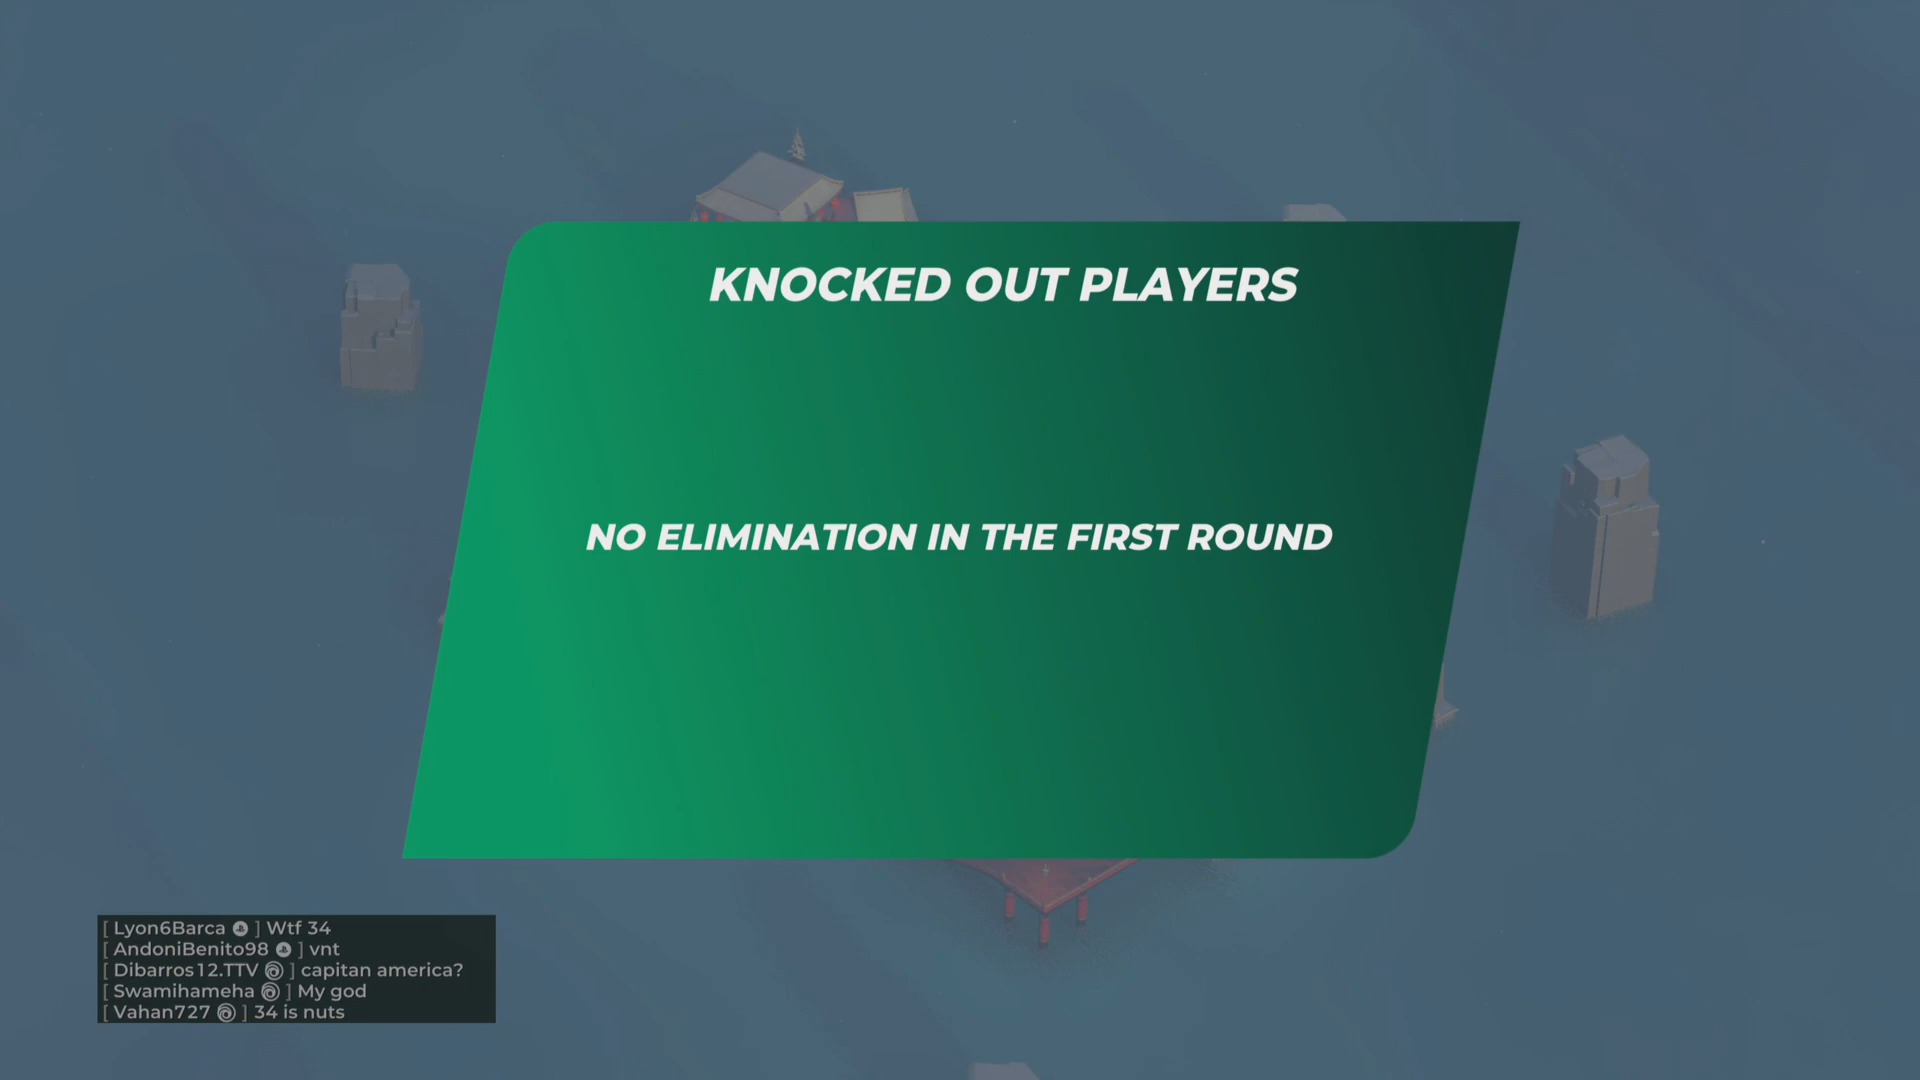 KNOCKED OUT PLAYERS
NO ELIMINATION IN THE FIRST ROUND
[ Lyon6Barca ] Wtf 34
[ AndoniBenito98 ] vnt
[ Dibarros12.TTV ] capitan america?
[ Swamihameha ] My god
[ Vahan727 ] 34 is nuts